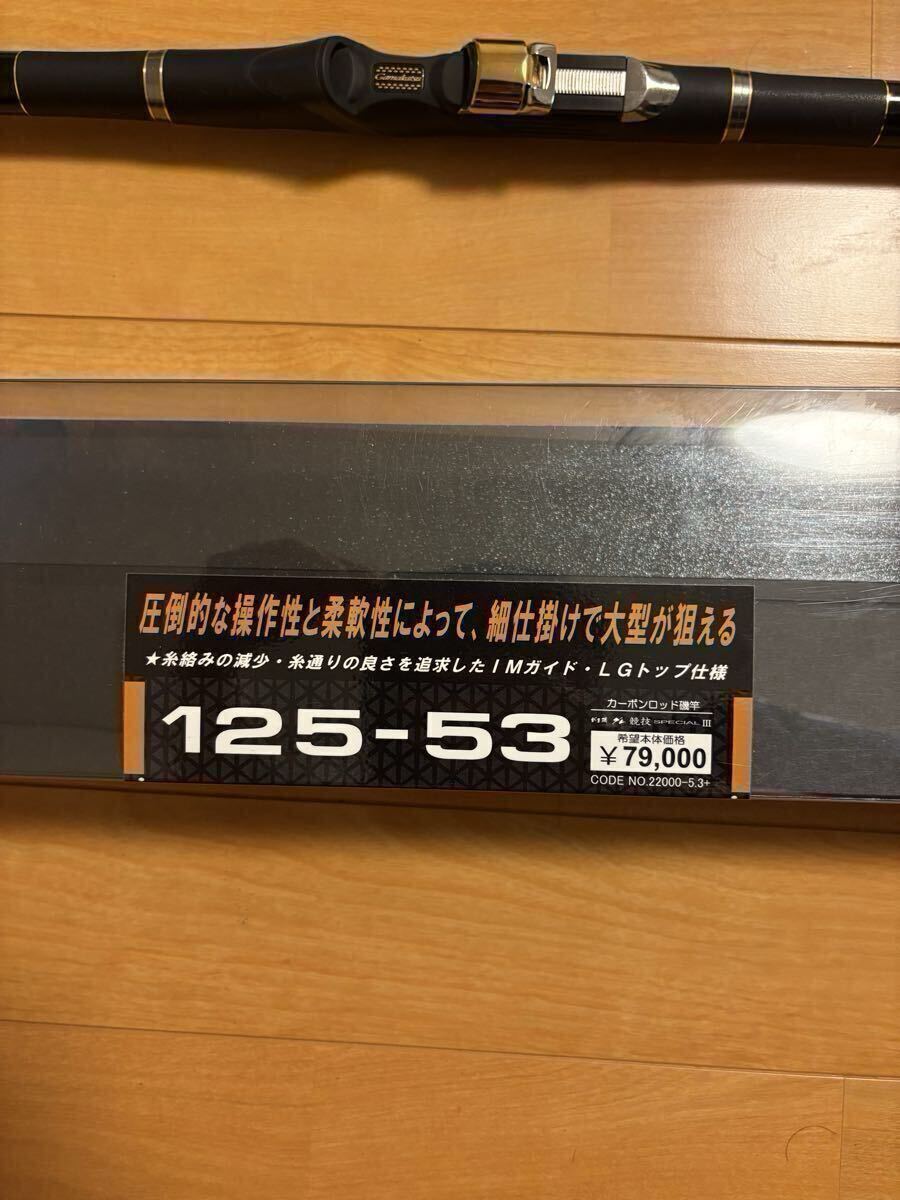 Gamakatsu
圧倒的な操作性と柔軟性によって、細仕掛けで大型が狙える
★糸絡みの減少・糸通りの良さを追求したIMガイド・LGトップ仕様
125-53
カーボンロッド磯竿
競技 SPECIAL III
希望本体価格
¥79,000
CODE NO.22000-5.3+